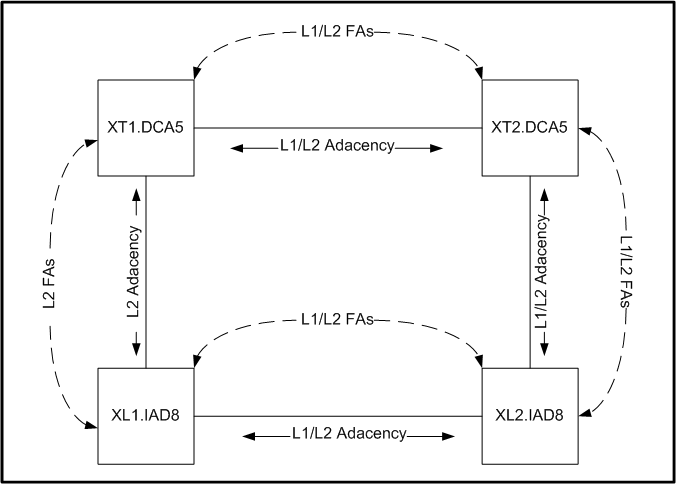 L1/L2 FAs
XT1.DCA5
XT2.DCA5
L1/L2 Adacency
L2 FAs
L2 Adacency
L1/L2 Adacency
L1/L2 FAs
L1/L2 FAs
XL1.IAD8
XL2.IAD8
L1/L2 Adacency